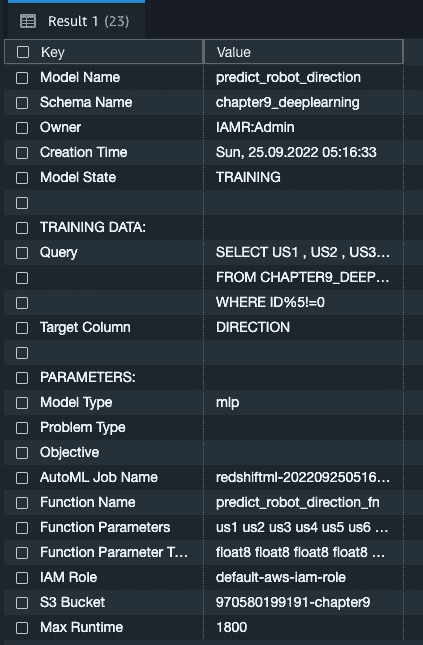 Result 1 (23)
Key Value
Model Name predict_robot_direction
Schema Name chapter9_deeplearning
Owner IAMR:Admin
Creation Time Sun, 25.09.2022 05:16:33
Model State TRAINING
TRAINING DATA:
Query SELECT US1 , US2 , US3...
FROM CHAPTER9_DEEP...
WHERE ID%5!=0
Target Column DIRECTION
PARAMETERS:
Model Type mlp
Problem Type
Objective
AutoML Job Name redshiftml-202209250516...
Function Name predict_robot_direction_fn
Function Parameters us1 us2 us3 us4 us5 us6 ...
Function Parameter T... float8 float8 float8 float8 ...
IAM Role default-aws-iam-role
S3 Bucket 970580199191-chapter9
Max Runtime 1800